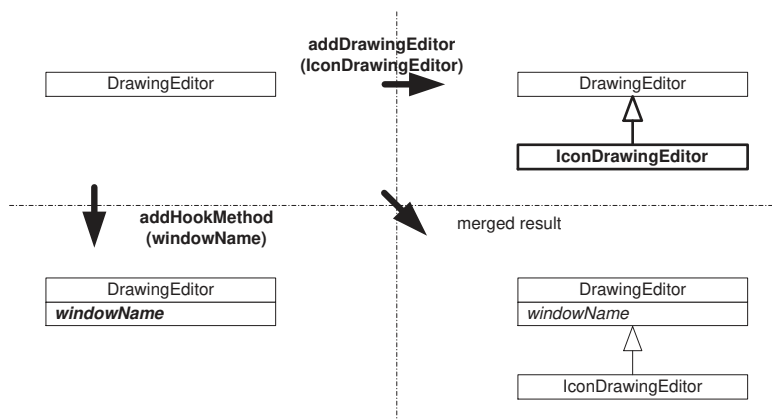 addDrawingEditor
(IconDrawingEditor)
DrawingEditor
DrawingEditor
IconDrawingEditor
addHookMethod
(windowName)
merged result
DrawingEditor
windowName
DrawingEditor
windowName
IconDrawingEditor